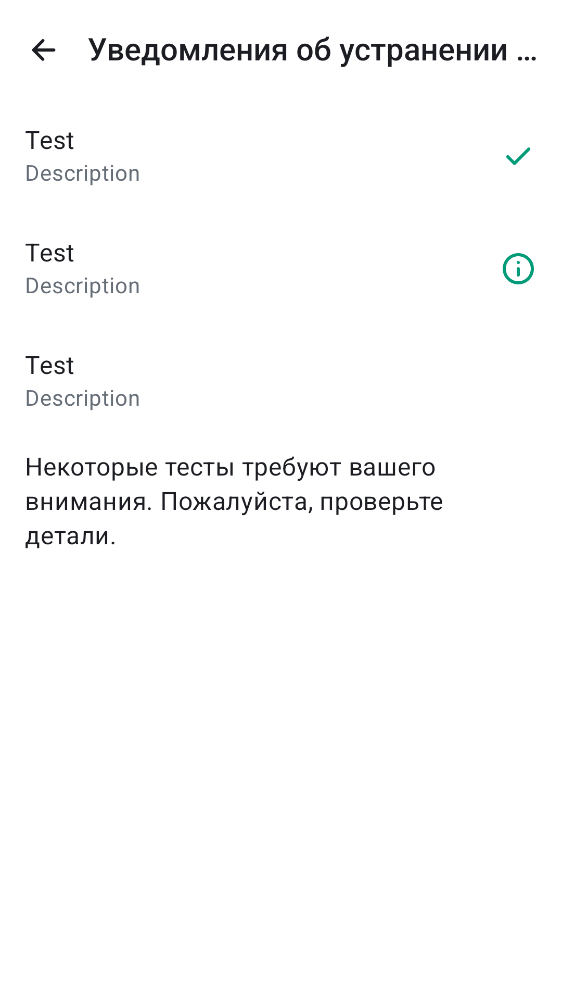 Уведомления об устранении ...
Test
Description
Test
Description
Test
Description
Некоторые тесты требуют вашего
внимания. Пожалуйста, проверьте
детали.